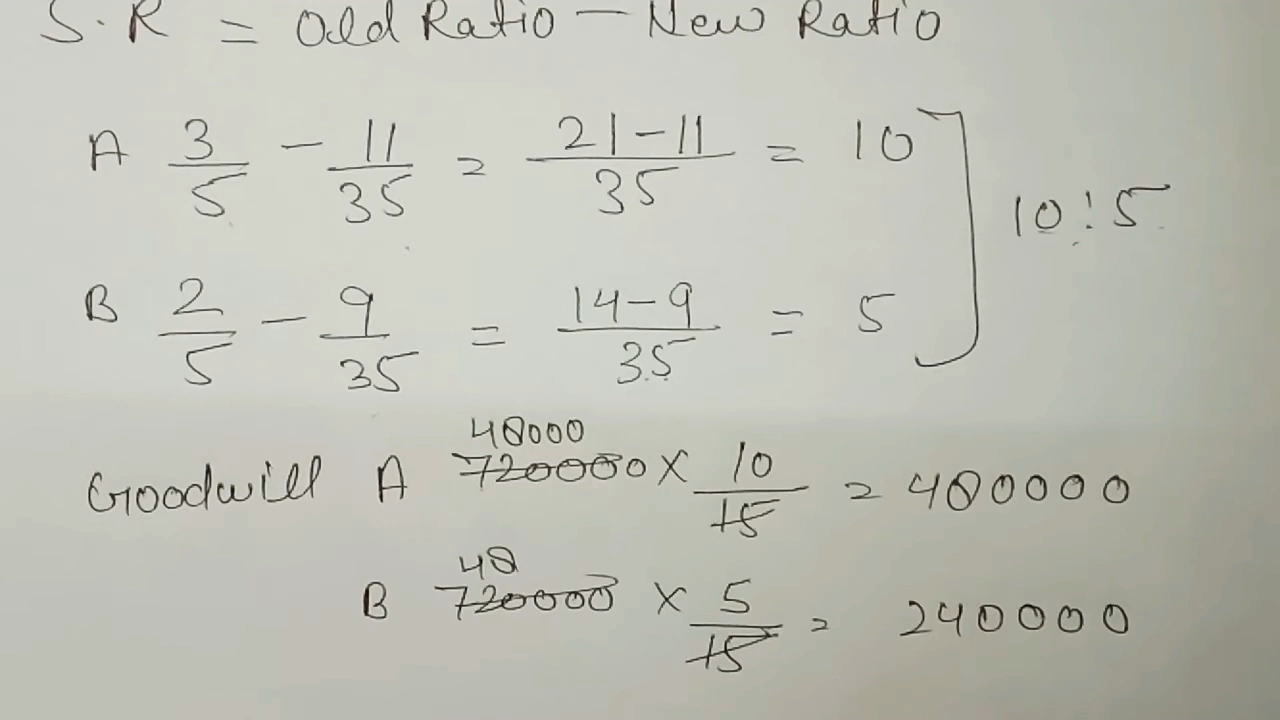 S.R = Old Ratio - New Ratio
A 3/5 - 11/35 = 21-11/35 = 10
10:5
B 2/5 - 9/35 = 14-9/35 = 5
48000
Goodwill A 720000 x 10/15 = 480000
48
B 720000 x 5/15 = 240000